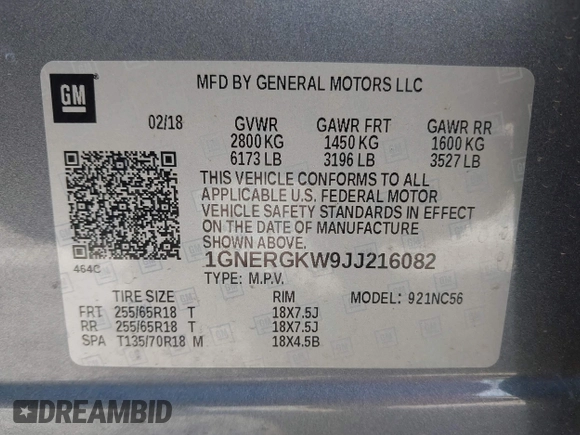 GM
MFD BY GENERAL MOTORS LLC
02/18 GVWR GAWR FRT GAWR RR
2800 KG 1450 KG 1600 KG
6173 LB 3196 LB 3527 LB
THIS VEHICLE CONFORMS TO ALL
APPLICABLE U.S. FEDERAL MOTOR
VEHICLE SAFETY STANDARDS IN EFFECT
ON THE DATE OF MANUFACTURE
SHOWN ABOVE.
464C
1GNERGKW9JJ216082
TYPE: M.P.V.
TIRE SIZE RIM MODEL: 921NC56
FRT 255/65R18 T 18X7.5J
RR 255/65R18 T 18X7.5J
SPA T135/70R18 M 18X4.5B
DREAMBID